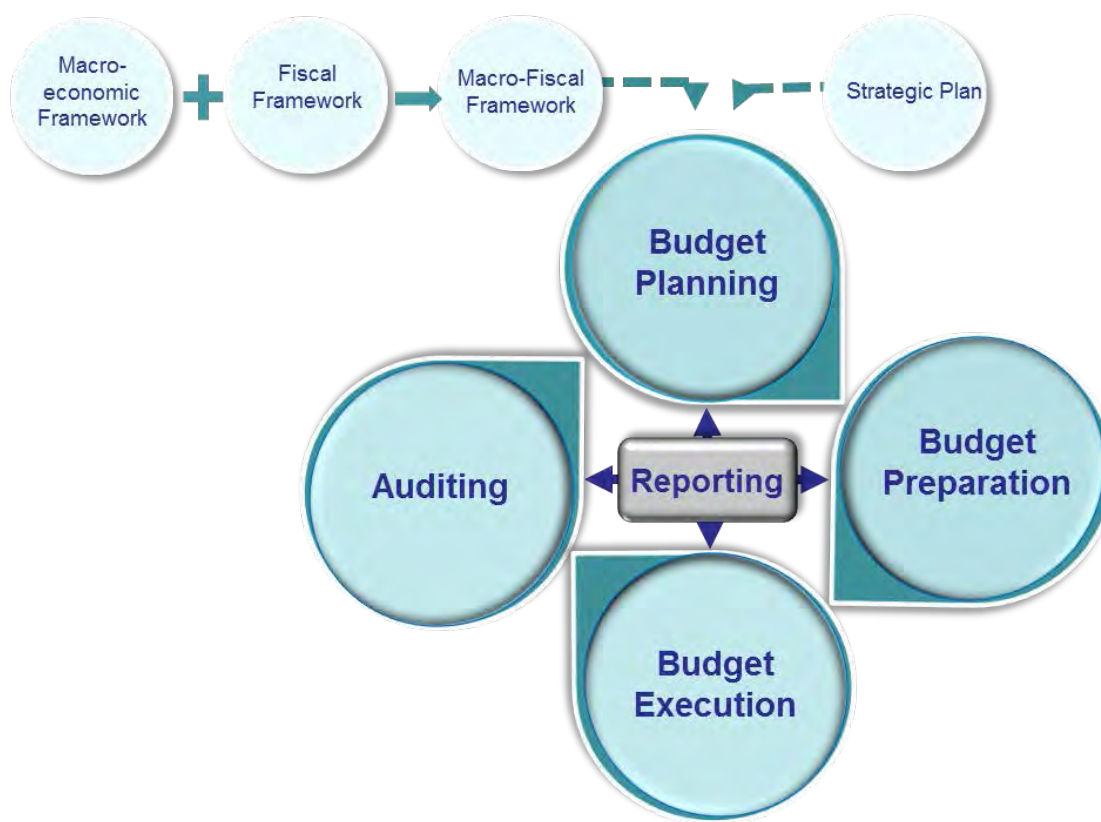 Macro-
economic
Framework
Fiscal
Framework
Macro-Fiscal
Framework
Strategic Plan
Budget
Planning
Auditing
Reporting
Budget
Preparation
Budget
Execution